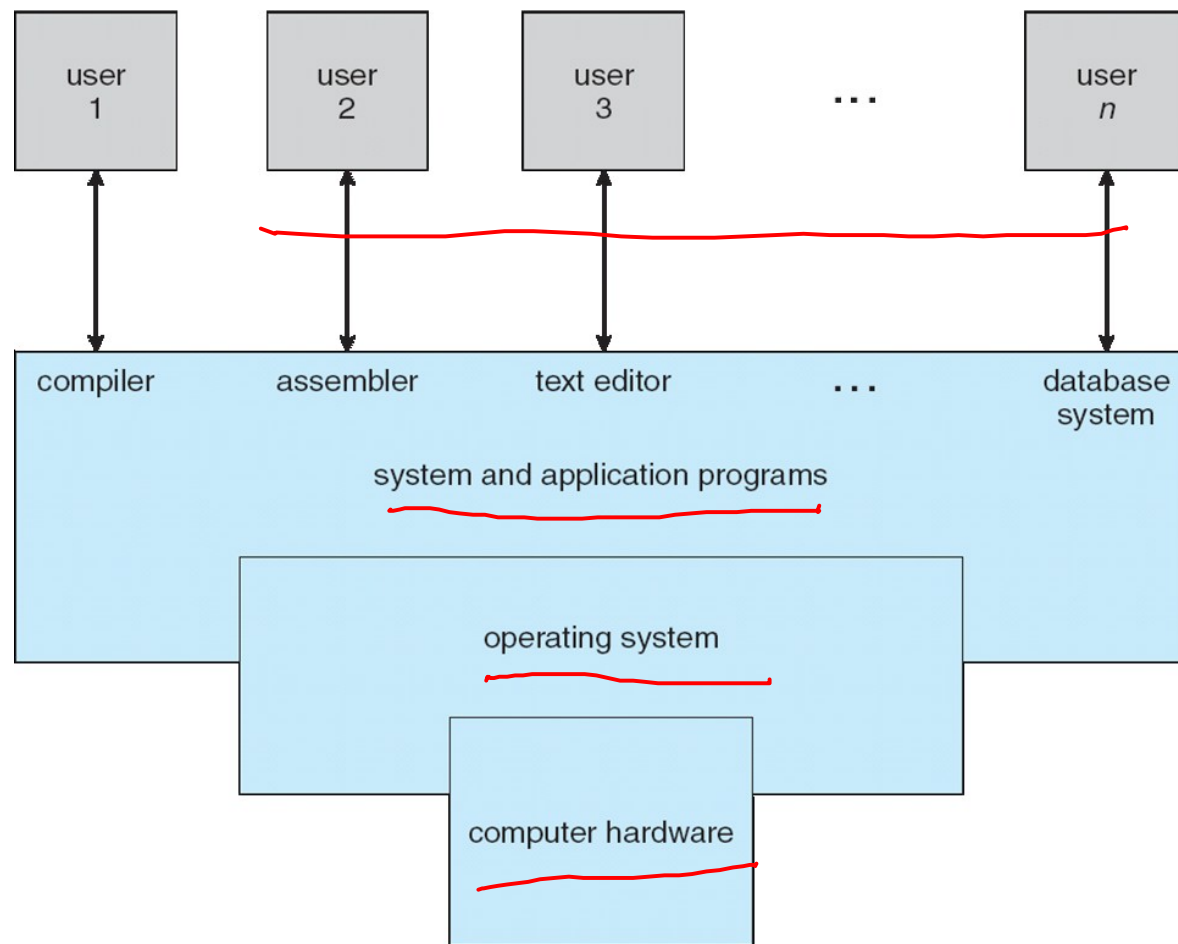 user
1
user
2
user
3
...
user
n
compiler
assembler
text editor
...
database
system
system and application programs
operating system
computer hardware